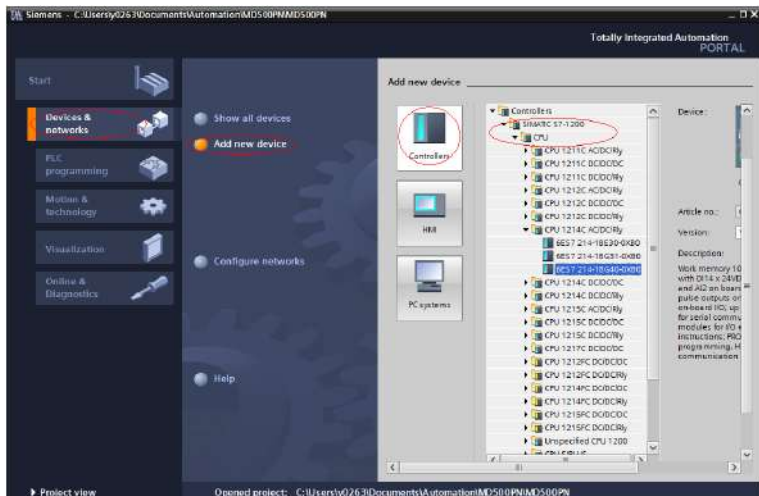 Siemens - C:\Users\y0263\Documents\Automation\MD500PN\MD500PN
Totally Integrated Automation
PORTAL
Start
Devices &
networks
PLC
programming
Motion &
technology
Visualization
Online &
Diagnostics
Show all devices
Add new device
Configure networks
Help
Add new device
Controllers
HMI
PC systems
Controllers
SIMATIC S7-1200
CPU
CPU 1211C AC/DC/Rly
CPU 1211C DC/DC/DC
CPU 1211C DC/DC/Rly
CPU 1212C AC/DC/Rly
CPU 1212C DC/DC/DC
CPU 1212C DC/DC/Rly
CPU 1214C AC/DC/Rly
6ES7 214-1BE30-0XB0
6ES7 214-1BG31-0XB0
6ES7 214-1BG40-0XB0
CPU 1214C DC/DC/DC
CPU 1214C DC/DC/Rly
CPU 1215C AC/DC/Rly
CPU 1215C DC/DC/DC
CPU 1215C DC/DC/Rly
CPU 1217C DC/DC/DC
CPU 1212FC DC/DC/DC
CPU 1212FC DC/DC/Rly
CPU 1214FC DC/DC/DC
CPU 1214FC DC/DC/Rly
CPU 1215FC DC/DC/DC
CPU 1215FC DC/DC/Rly
Unspecified CPU 1200
CPU SIPLUS
Device:
Article no.:
Version:
Description:
Work memory 10
with DI14 x 24VD
and AI2 on board
pulse outputs on
on-board I/O; up
for serial commu
modules for I/O e
instructions; PRO
programming, H
communication
Project view
Opened project: C:\Users\y0263\Documents\Automation\MD500PN\MD500PN